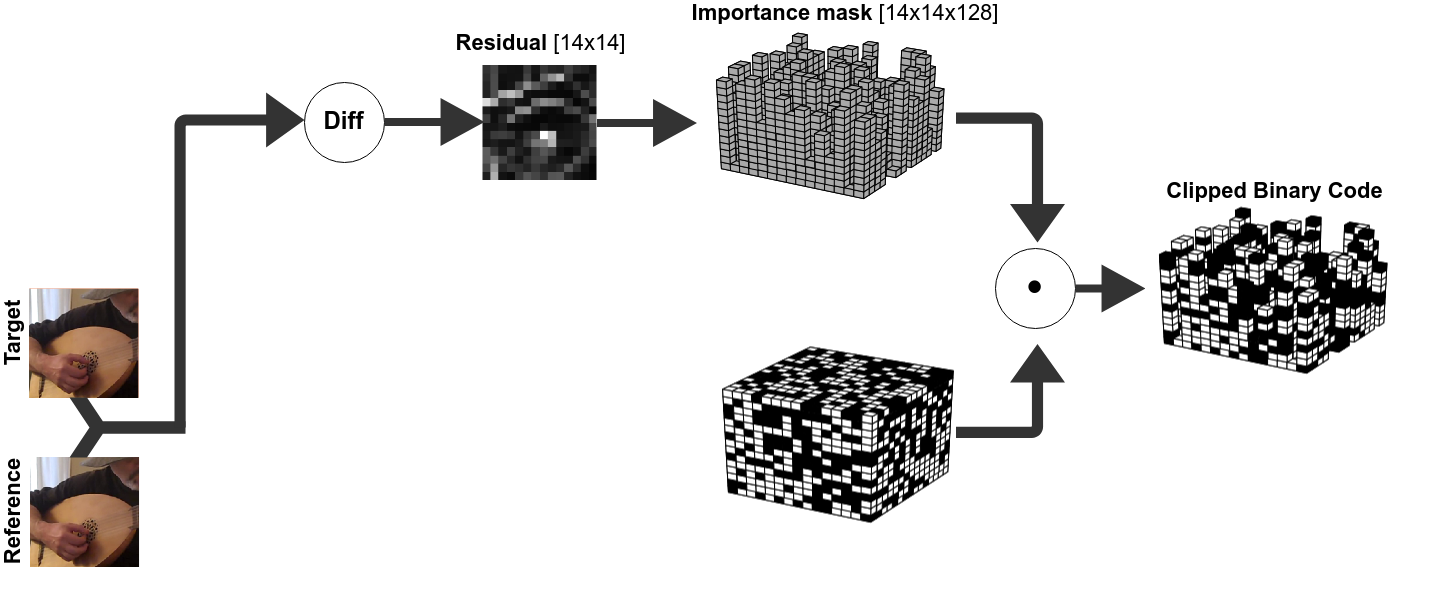 Importance mask [14x14x128]
Residual [14x14]
Diff
Clipped Binary Code
Target
Reference